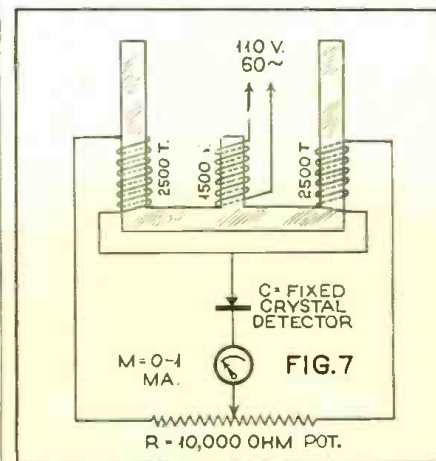 110 V.
60~
2500 T.
1500
2500 T.
C = FIXED
CRYSTAL
DETECTOR
M = 0-1
MA.
FIG. 7
R = 10,000 OHM POT.